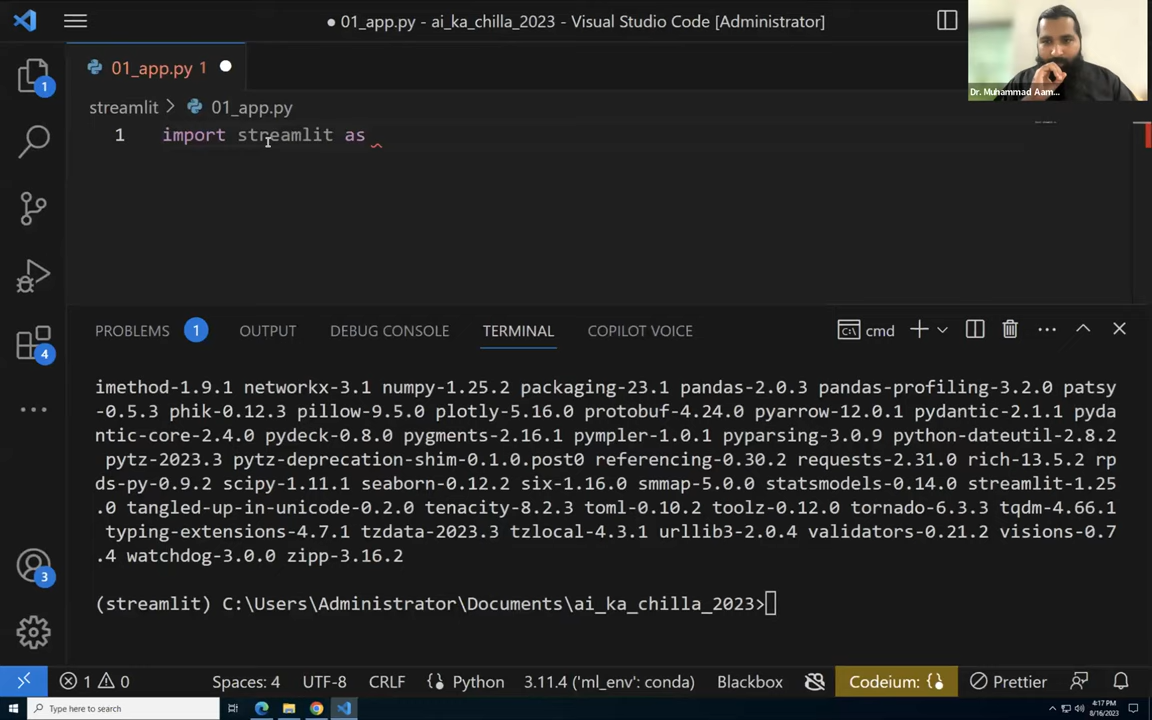 01_app.py - ai_ka_chilla_2023 - Visual Studio Code [Administrator]
01_app.py 1
streamlit > 01_app.py
1 import streamlit as
Dr. Muhammad Aam...
1
4
3
PROBLEMS 1 OUTPUT DEBUG CONSOLE TERMINAL COPILOT VOICE cmd
imethod-1.9.1 networkx-3.1 numpy-1.25.2 packaging-23.1 pandas-2.0.3 pandas-profiling-3.2.0 patsy
-0.5.3 phik-0.12.3 pillow-9.5.0 plotly-5.16.0 protobuf-4.24.0 pyarrow-12.0.1 pydantic-2.1.1 pyda
ntic-core-2.4.0 pydeck-0.8.0 pygments-2.16.1 pympler-1.0.1 pyparsing-3.0.9 python-dateutil-2.8.2
pytz-2023.3 pytz-deprecation-shim-0.1.0.post0 referencing-0.30.2 requests-2.31.0 rich-13.5.2 rp
ds-py-0.9.2 scipy-1.11.1 seaborn-0.12.2 six-1.16.0 smmap-5.0.0 statsmodels-0.14.0 streamlit-1.25
.0 tangled-up-in-unicode-0.2.0 tenacity-8.2.3 toml-0.10.2 toolz-0.12.0 tornado-6.3.3 tqdm-4.66.1
typing-extensions-4.7.1 tzdata-2023.3 tzlocal-4.3.1 urllib3-2.0.4 validators-0.21.2 visions-0.7
.4 watchdog-3.0.0 zipp-3.16.2
(streamlit) C:\Users\Administrator\Documents\ai_ka_chilla_2023>
1 0 Spaces: 4 UTF-8 CRLF Python 3.11.4 ('ml_env': conda) Blackbox Codeium: {} Prettier
Type here to search
4:17 PM
8/16/2023